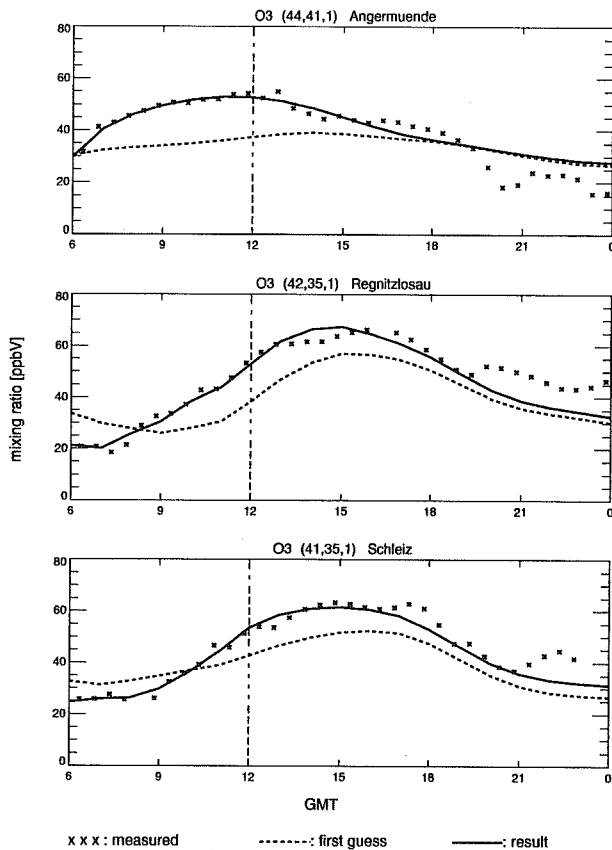 O3 (44,41,1) Angermuende
80
60
40
20
0
6 9 12 15 18 21 0
O3 (42,35,1) Regnitzlosau
80
60
40
20
0
6 9 12 15 18 21 0
mixing ratio [ppbV]
O3 (41,35,1) Schleiz
80
60
40
20
0
6 9 12 15 18 21 0
GMT
x x x : measured -------: first guess ———: result